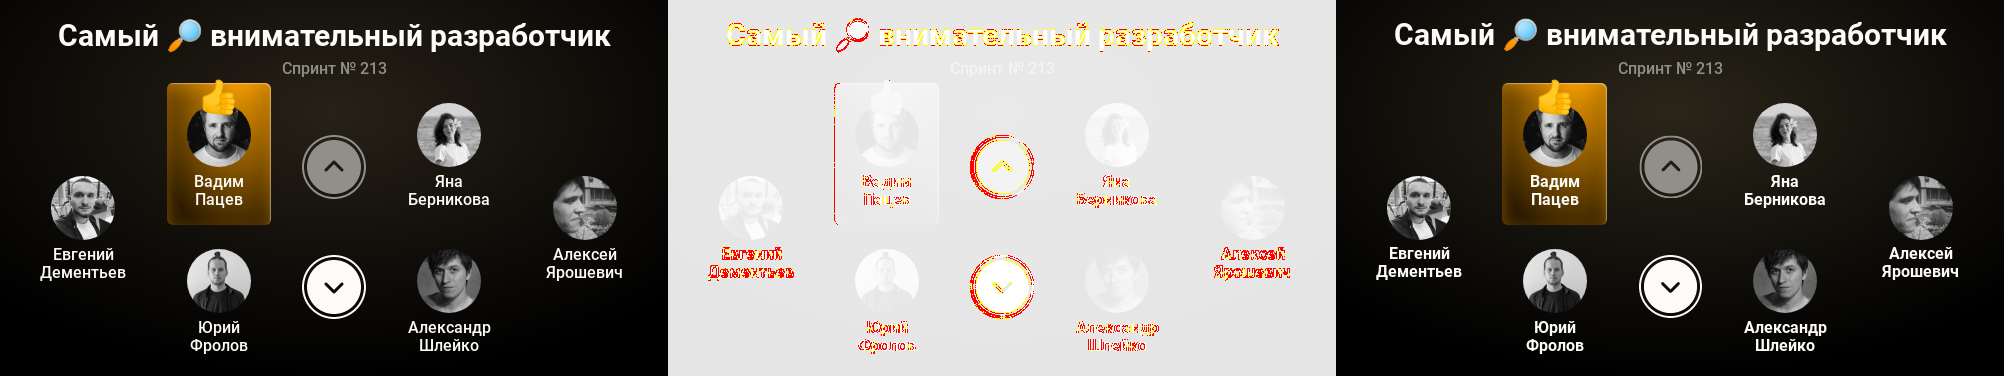 Самый 🔎 внимательный разработчик
Спринт № 213
Вадим
Пацев
Яна
Берникова
Евгений
Дементьев
Алексей
Ярошевич
Юрий
Фролов
Александр
Шлейко
Самый 🔎 внимательный разработчик
Спринт № 213
Вадим
Пацев
Яна
Берникова
Евгений
Дементьев
Алексей
Ярошевич
Юрий
Фролов
Александр
Шлейко
Самый 🔎 внимательный разработчик
Спринт № 213
Вадим
Пацев
Яна
Берникова
Евгений
Дементьев
Алексей
Ярошевич
Юрий
Фролов
Александр
Шлейко